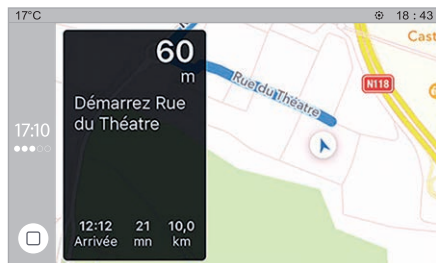 17°C
18:43
60
m
Démarrez Rue
du Théatre
12:12 21 10,0
Arrivée mn km
17:10
Rue du Théatre
N118
Cast